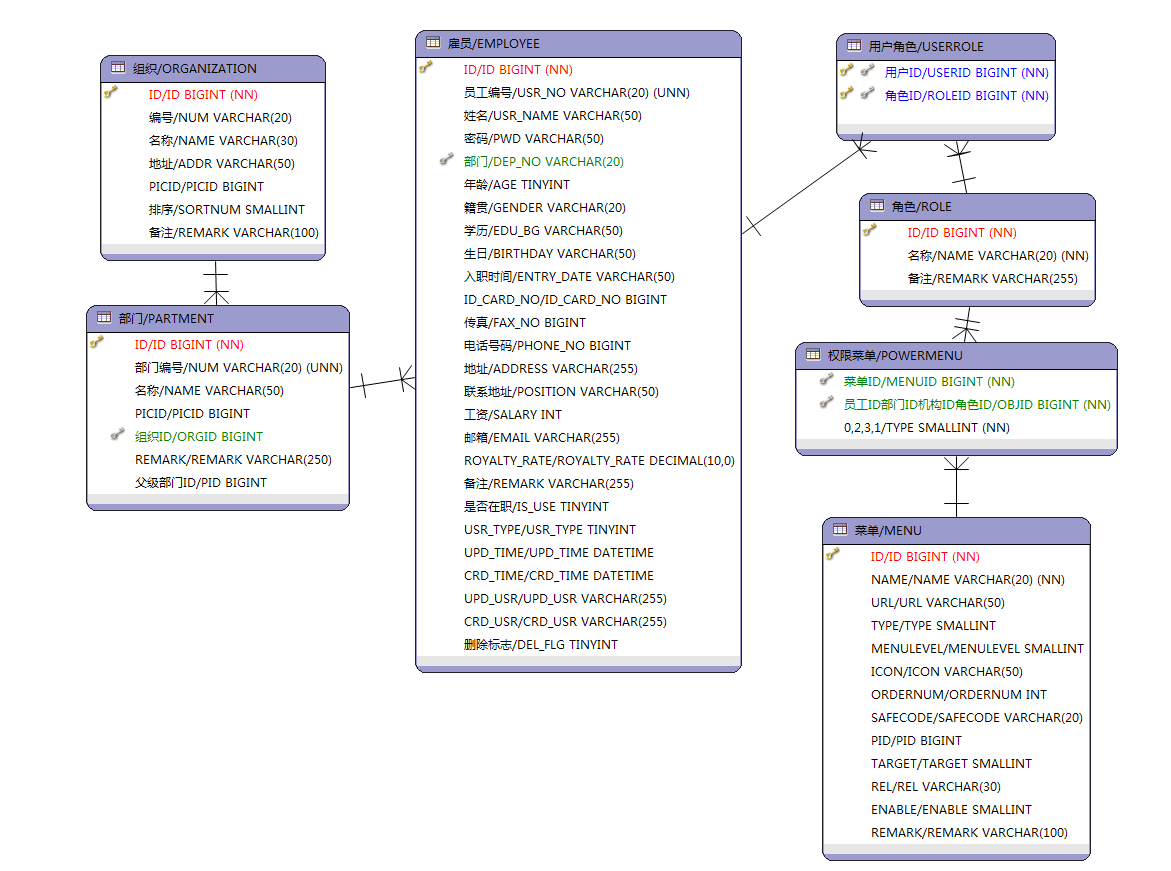 组织/ORGANIZATION
ID/ID BIGINT (NN)
编号/NUM VARCHAR(20)
名称/NAME VARCHAR(30)
地址/ADDR VARCHAR(50)
PICID/PICID BIGINT
排序/SORTNUM SMALLINT
备注/REMARK VARCHAR(100)
部门/PARTMENT
ID/ID BIGINT (NN)
部门编号/NUM VARCHAR(20) (UNN)
名称/NAME VARCHAR(50)
PICID/PICID BIGINT
组织ID/ORGID BIGINT
REMARK/REMARK VARCHAR(250)
父级部门ID/PID BIGINT
雇员/EMPLOYEE
ID/ID BIGINT (NN)
员工编号/USR_NO VARCHAR(20) (UNN)
姓名/USR_NAME VARCHAR(50)
密码/PWD VARCHAR(50)
部门/DEP_NO VARCHAR(20)
年龄/AGE TINYINT
籍贯/GENDER VARCHAR(20)
学历/EDU_BG VARCHAR(50)
生日/BIRTHDAY VARCHAR(50)
入职时间/ENTRY_DATE VARCHAR(50)
ID_CARD_NO/ID_CARD_NO BIGINT
传真/FAX_NO BIGINT
电话号码/PHONE_NO BIGINT
地址/ADDRESS VARCHAR(255)
联系地址/POSITION VARCHAR(50)
工资/SALARY INT
邮箱/EMAIL VARCHAR(255)
ROYALTY_RATE/ROYALTY_RATE DECIMAL(10,0)
备注/REMARK VARCHAR(255)
是否在职/IS_USE TINYINT
USR_TYPE/USR_TYPE TINYINT
UPD_TIME/UPD_TIME DATETIME
CRD_TIME/CRD_TIME DATETIME
UPD_USR/UPD_USR VARCHAR(255)
CRD_USR/CRD_USR VARCHAR(255)
删除标志/DEL_FLG TINYINT
用户角色/USERROLE
用户ID/USERID BIGINT (NN)
角色ID/ROLEID BIGINT (NN)
角色/ROLE
ID/ID BIGINT (NN)
名称/NAME VARCHAR(20) (NN)
备注/REMARK VARCHAR(255)
权限菜单/POWERMENU
菜单ID/MENUID BIGINT (NN)
员工ID部门ID机构ID角色ID/OBJID BIGINT (NN)
0,2,3,1/TYPE SMALLINT (NN)
菜单/MENU
ID/ID BIGINT (NN)
NAME/NAME VARCHAR(20) (NN)
URL/URL VARCHAR(50)
TYPE/TYPE SMALLINT
MENULEVEL/MENULEVEL SMALLINT
ICON/ICON VARCHAR(50)
ORDERNUM/ORDERNUM INT
SAFECODE/SAFECODE VARCHAR(20)
PID/PID BIGINT
TARGET/TARGET SMALLINT
REL/REL VARCHAR(30)
ENABLE/ENABLE SMALLINT
REMARK/REMARK VARCHAR(100)